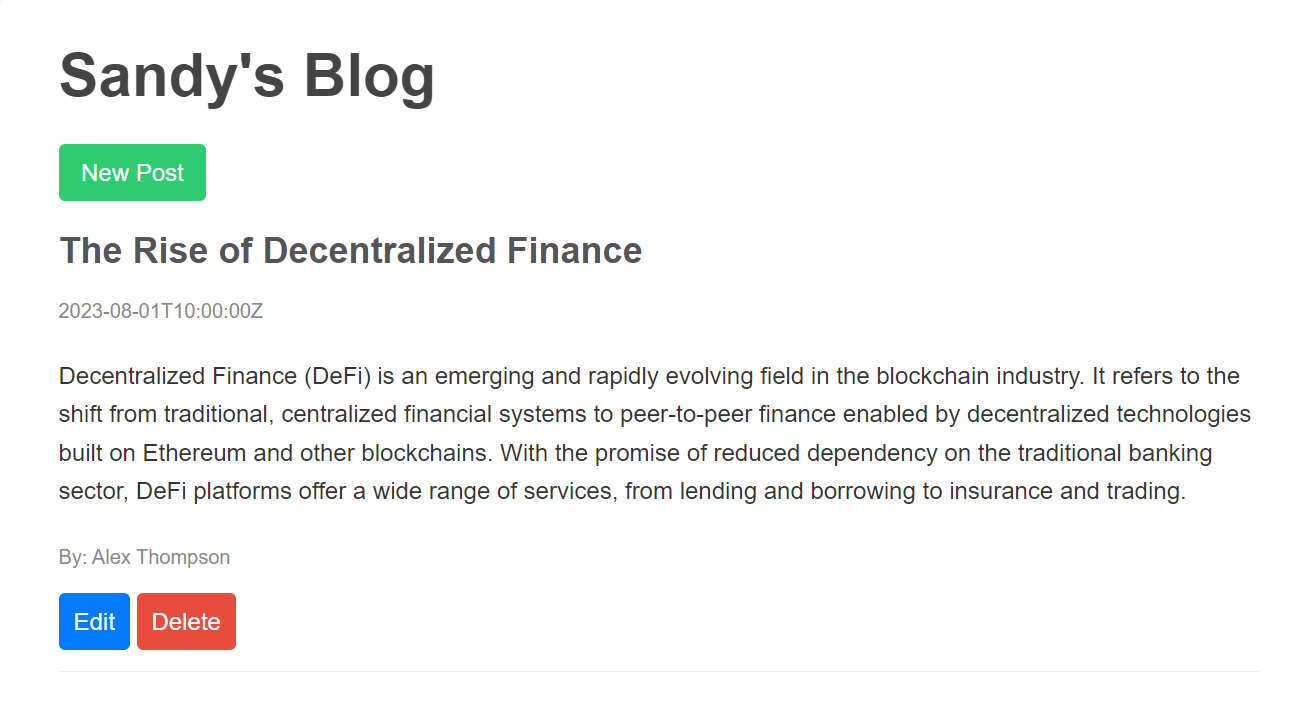 Sandy's Blog
New Post
The Rise of Decentralized Finance
2023-08-01T10:00:00Z
Decentralized Finance (DeFi) is an emerging and rapidly evolving field in the blockchain industry. It refers to the
shift from traditional, centralized financial systems to peer-to-peer finance enabled by decentralized technologies
built on Ethereum and other blockchains. With the promise of reduced dependency on the traditional banking
sector, DeFi platforms offer a wide range of services, from lending and borrowing to insurance and trading.
By: Alex Thompson
Edit Delete